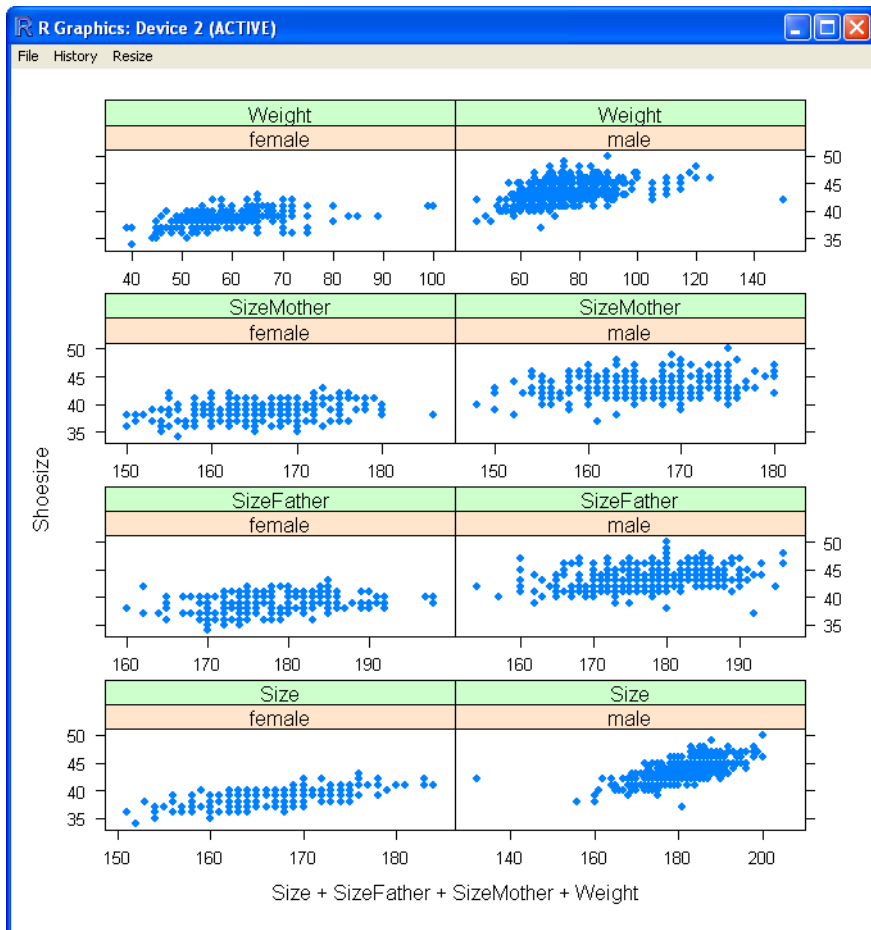 R Graphics: Device 2 (ACTIVE)
File History Resize
Weight Weight
female male
50
45
40
35
40 50 60 70 80 90 100 60 80 100 120 140
SizeMother SizeMother
female male
50
45
40
35
150 160 170 180 150 160 170 180
SizeFather SizeFather
female male
50
45
40
35
160 170 180 190 160 170 180 190
Size Size
female male
50
45
40
35
150 160 170 180 140 160 180 200
Shoesize
Size + SizeFather + SizeMother + Weight